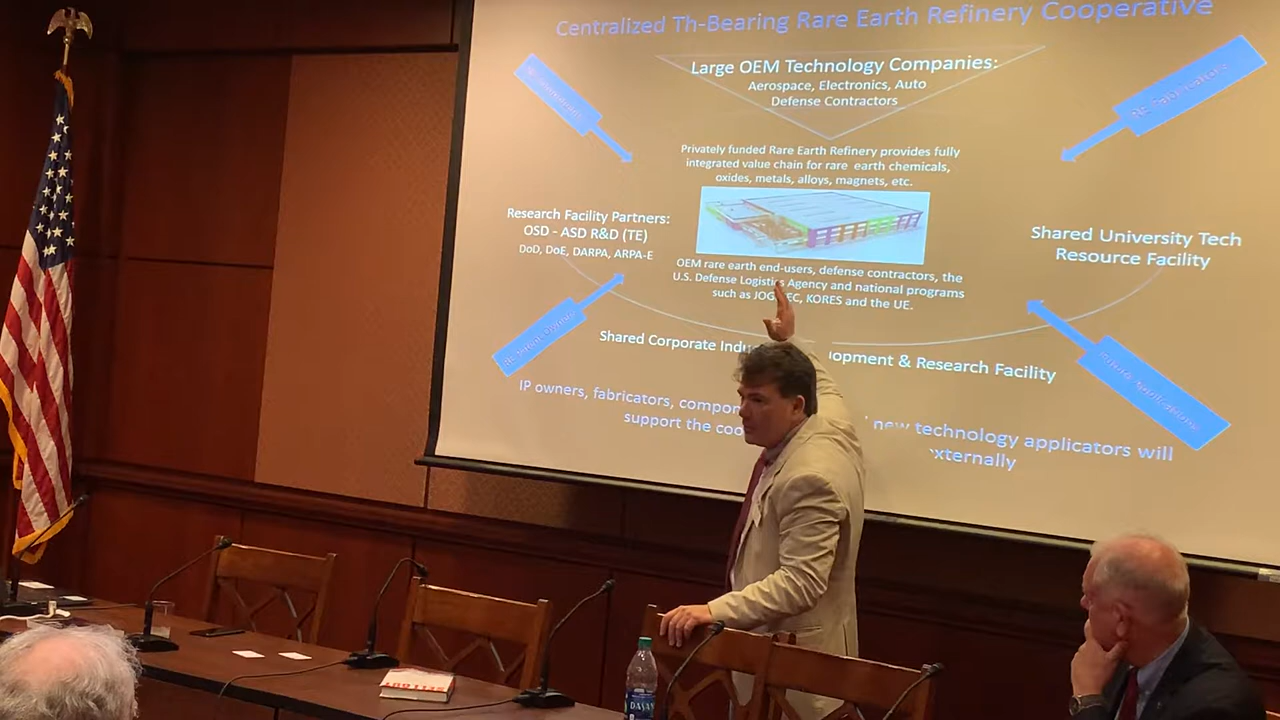 Centralized Th-Bearing Rare Earth Refinery Cooperative
Large OEM Technology Companies:
Aerospace, Electronics, Auto
Defense Contractors
Privately funded Rare Earth Refinery provides fully
integrated value chain for rare earth chemicals,
oxides, metals, alloys, magnets, etc.
Research Facility Partners:
OSD - ASD R&D (TE)
DoD, DoE, DARPA, ARPA-E
Shared University Tech
Resource Facility
OEM rare earth end-users, defense contractors, the
U.S. Defense Logistics Agency and national programs
such as JOG EC, KORES and the UE.
Shared Corporate Indu opment & Research Facility
IP owners, fabricators, compon new technology applicators will
support the coo xternally
DASANI